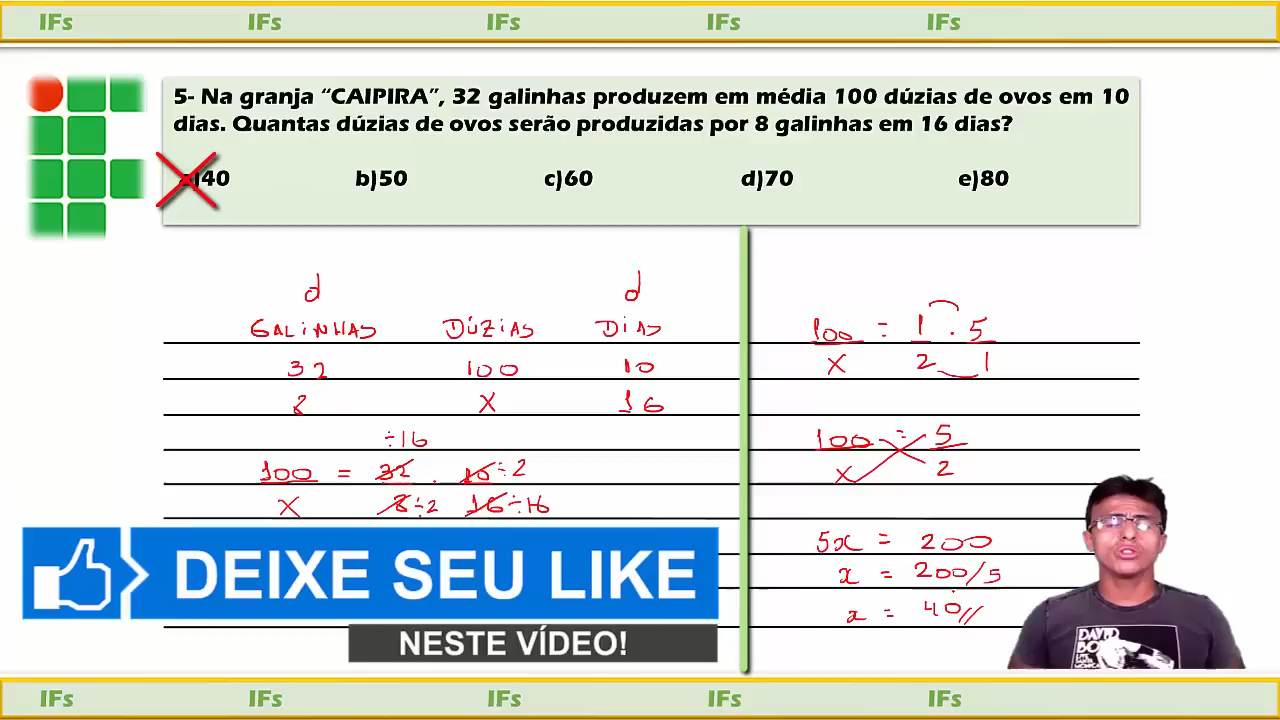 IFs IFs IFs IFs IFs
5- Na granja “CAIPIRA”, 32 galinhas produzem em média 100 dúzias de ovos em 10
dias. Quantas dúzias de ovos serão produzidas por 8 galinhas em 16 dias?
a)40 b)50 c)60 d)70 e)80
d d
GALINHAS DÚZIAS DIAS
32 100 10
8 X 16
÷16
100 = 32 . 10 ÷2
X 8÷2 16÷16
100 = 1 . 5
X 2 1
100 = 5
X 2
5x = 200
x = 200/5
x = 40//
DEIXE SEU LIKE
NESTE VÍDEO!
DAVID
BO
IFs IFs IFs IFs IFs